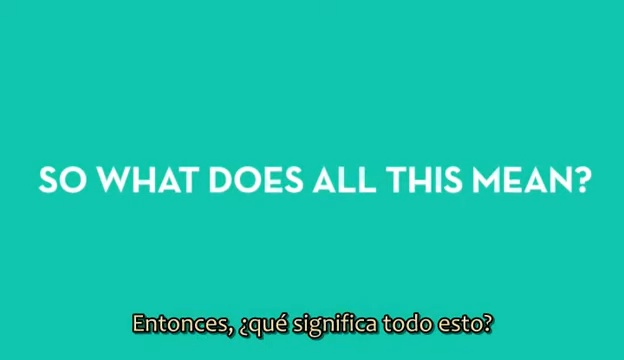 SO WHAT DOES ALL THIS MEAN?
Entonces, ¿qué significa todo esto?